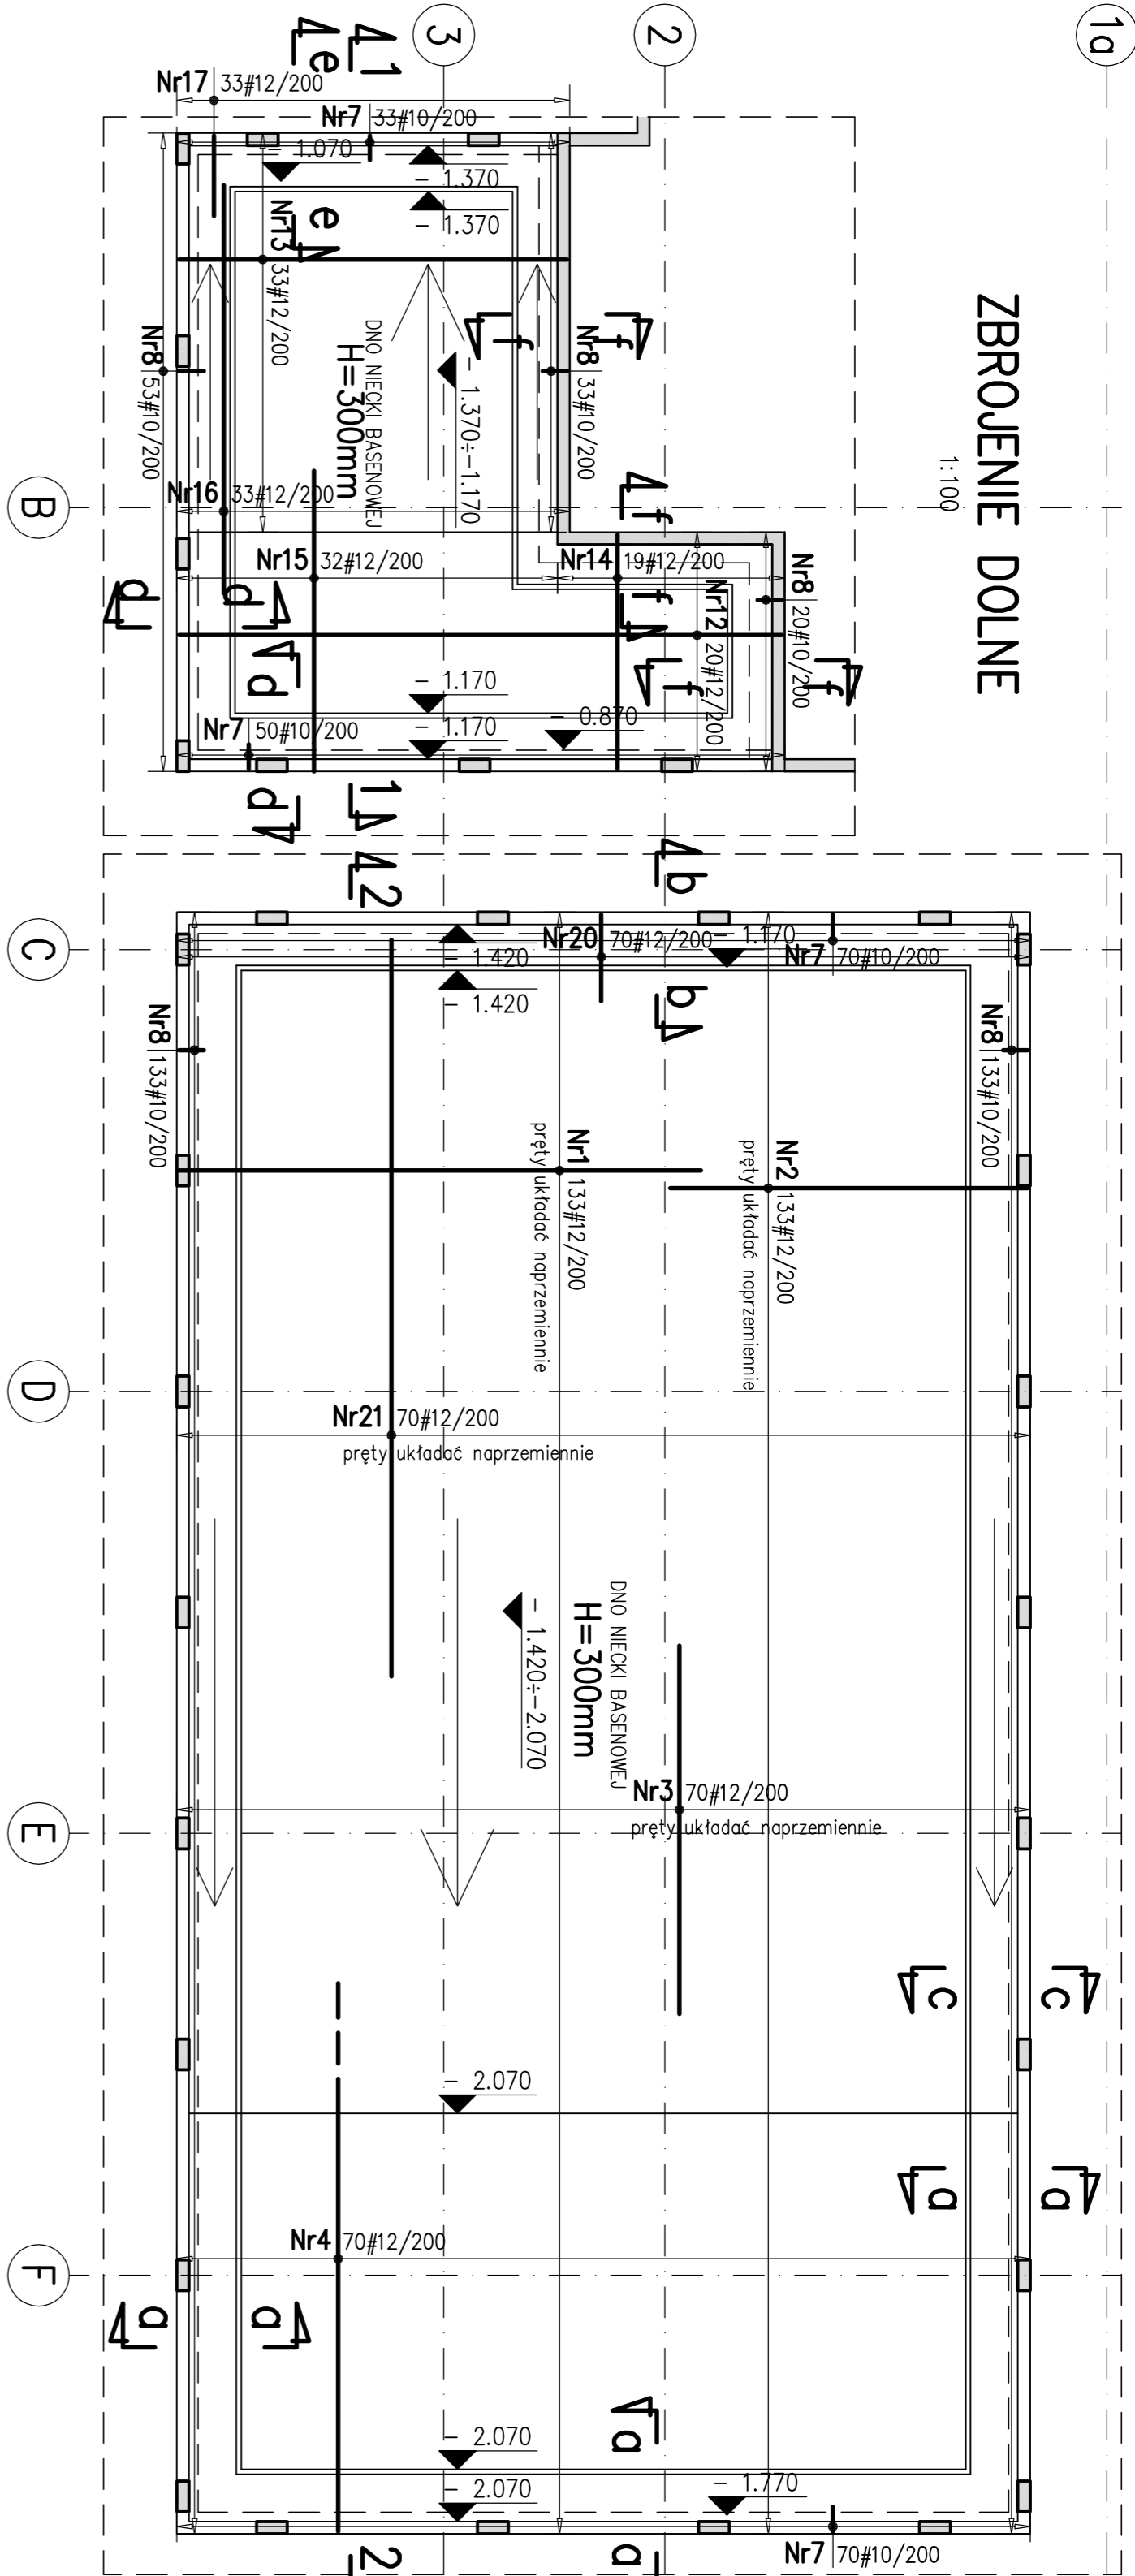 3
2
1a
ZBROJENIE DOLNE
1:100
1
e
Nr17 33#12/200
Nr7 33#10/200
- 1.070
- 1.370
- 1.370
e
Nr13 33#12/200
f
f
Nr8 33#10/200
Nr8 53#10/200
DNO NIECKI BASENOWEJ
H=300mm
- 1.370÷-1.170
B
Nr16 33#12/200
f
Nr15 32#12/200
Nr14 19#12/200
Nr8 20#10/200
d
d
f
Nr12 20#12/200
d
f
f
- 1.170
- 0.870
Nr7 50#10/200
- 1.170
d
1
2
b
C
Nr20 70#12/200
- 1.170
Nr7 70#10/200
- 1.420
- 1.420
b
Nr8 133#10/200
Nr8 133#10/200
Nr1 133#12/200
pręty układać naprzemiennie
Nr2 133#12/200
pręty układać naprzemiennie
D
Nr21 70#12/200
pręty układać naprzemiennie
DNO NIECKI BASENOWEJ
H=300mm
- 1.420÷-2.070
Nr3 70#12/200
pręty układać naprzemiennie
E
c
c
- 2.070
a
a
Nr4 70#12/200
F
a
a
a
- 2.070
- 2.070
- 1.770
Nr7 70#10/200
2
a